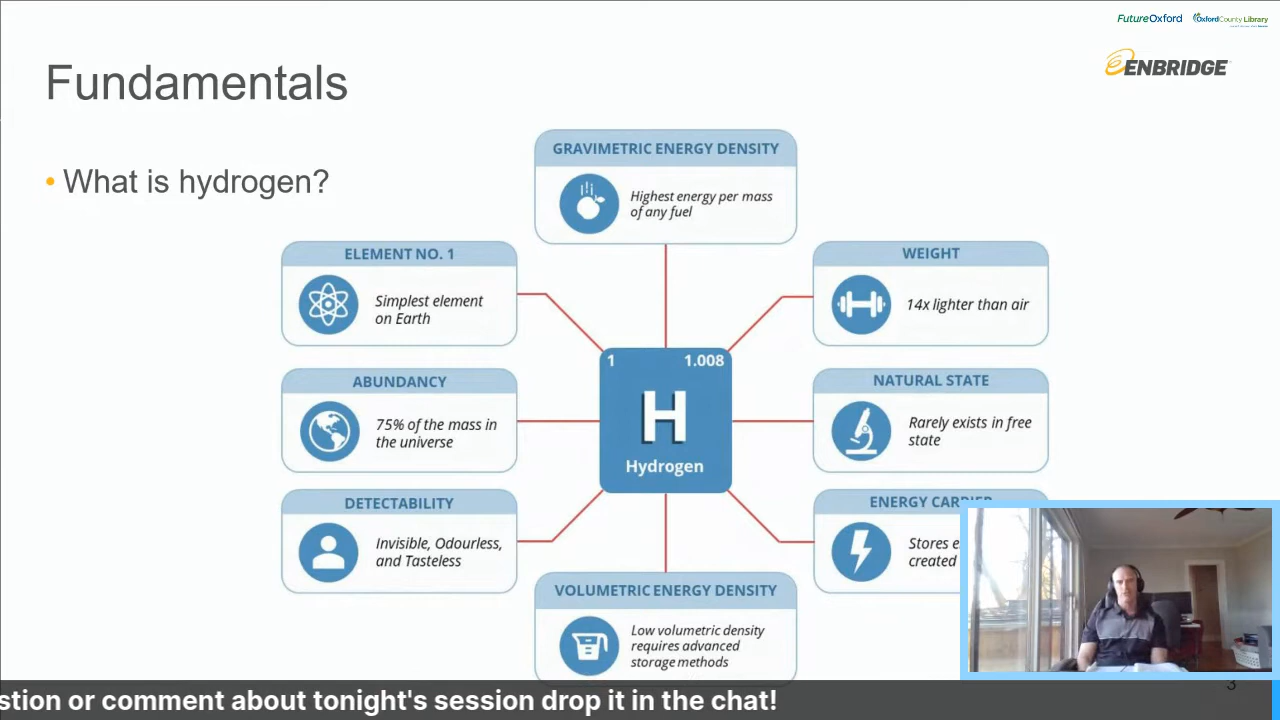 FutureOxford
OxfordCounty Library
ENBRIDGE
Fundamentals
• What is hydrogen?
GRAVIMETRIC ENERGY DENSITY
Highest energy per mass
of any fuel
ELEMENT NO. 1
Simplest element
on Earth
WEIGHT
14x lighter than air
1 1.008
H
Hydrogen
ABUNDANCY
75% of the mass in
the universe
NATURAL STATE
Rarely exists in free
state
DETECTABILITY
Invisible, Odourless,
and Tasteless
ENERGY CARRIER
Stores
created
VOLUMETRIC ENERGY DENSITY
Low volumetric density
requires advanced
storage methods
3
stion or comment about tonight's session drop it in the chat!